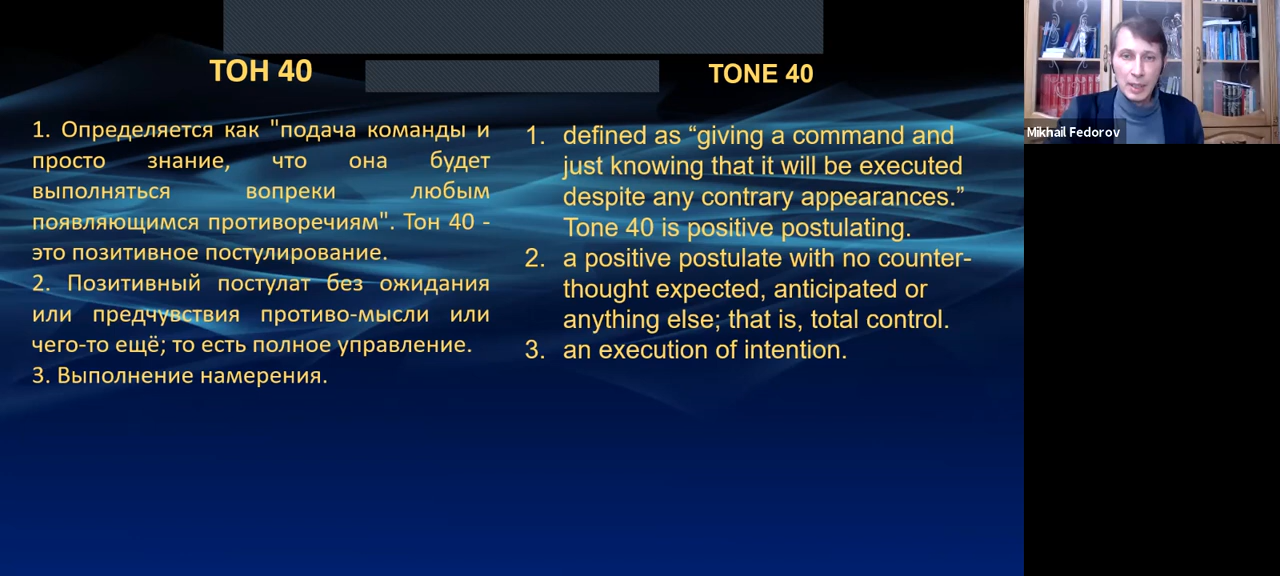 ТОН 40
1. Определяется как "подача команды и
просто знание, что она будет
выполняться вопреки любым
появляющимся противоречиям". Тон 40 -
это позитивное постулирование.
2. Позитивный постулат без ожидания
или предчувствия противо-мысли или
чего-то ещё; то есть полное управление.
3. Выполнение намерения.
TONE 40
1. defined as “giving a command and
just knowing that it will be executed
despite any contrary appearances.”
Tone 40 is positive postulating.
2. a positive postulate with no counter-
thought expected, anticipated or
anything else; that is, total control.
3. an execution of intention.
Mikhail Fedorov